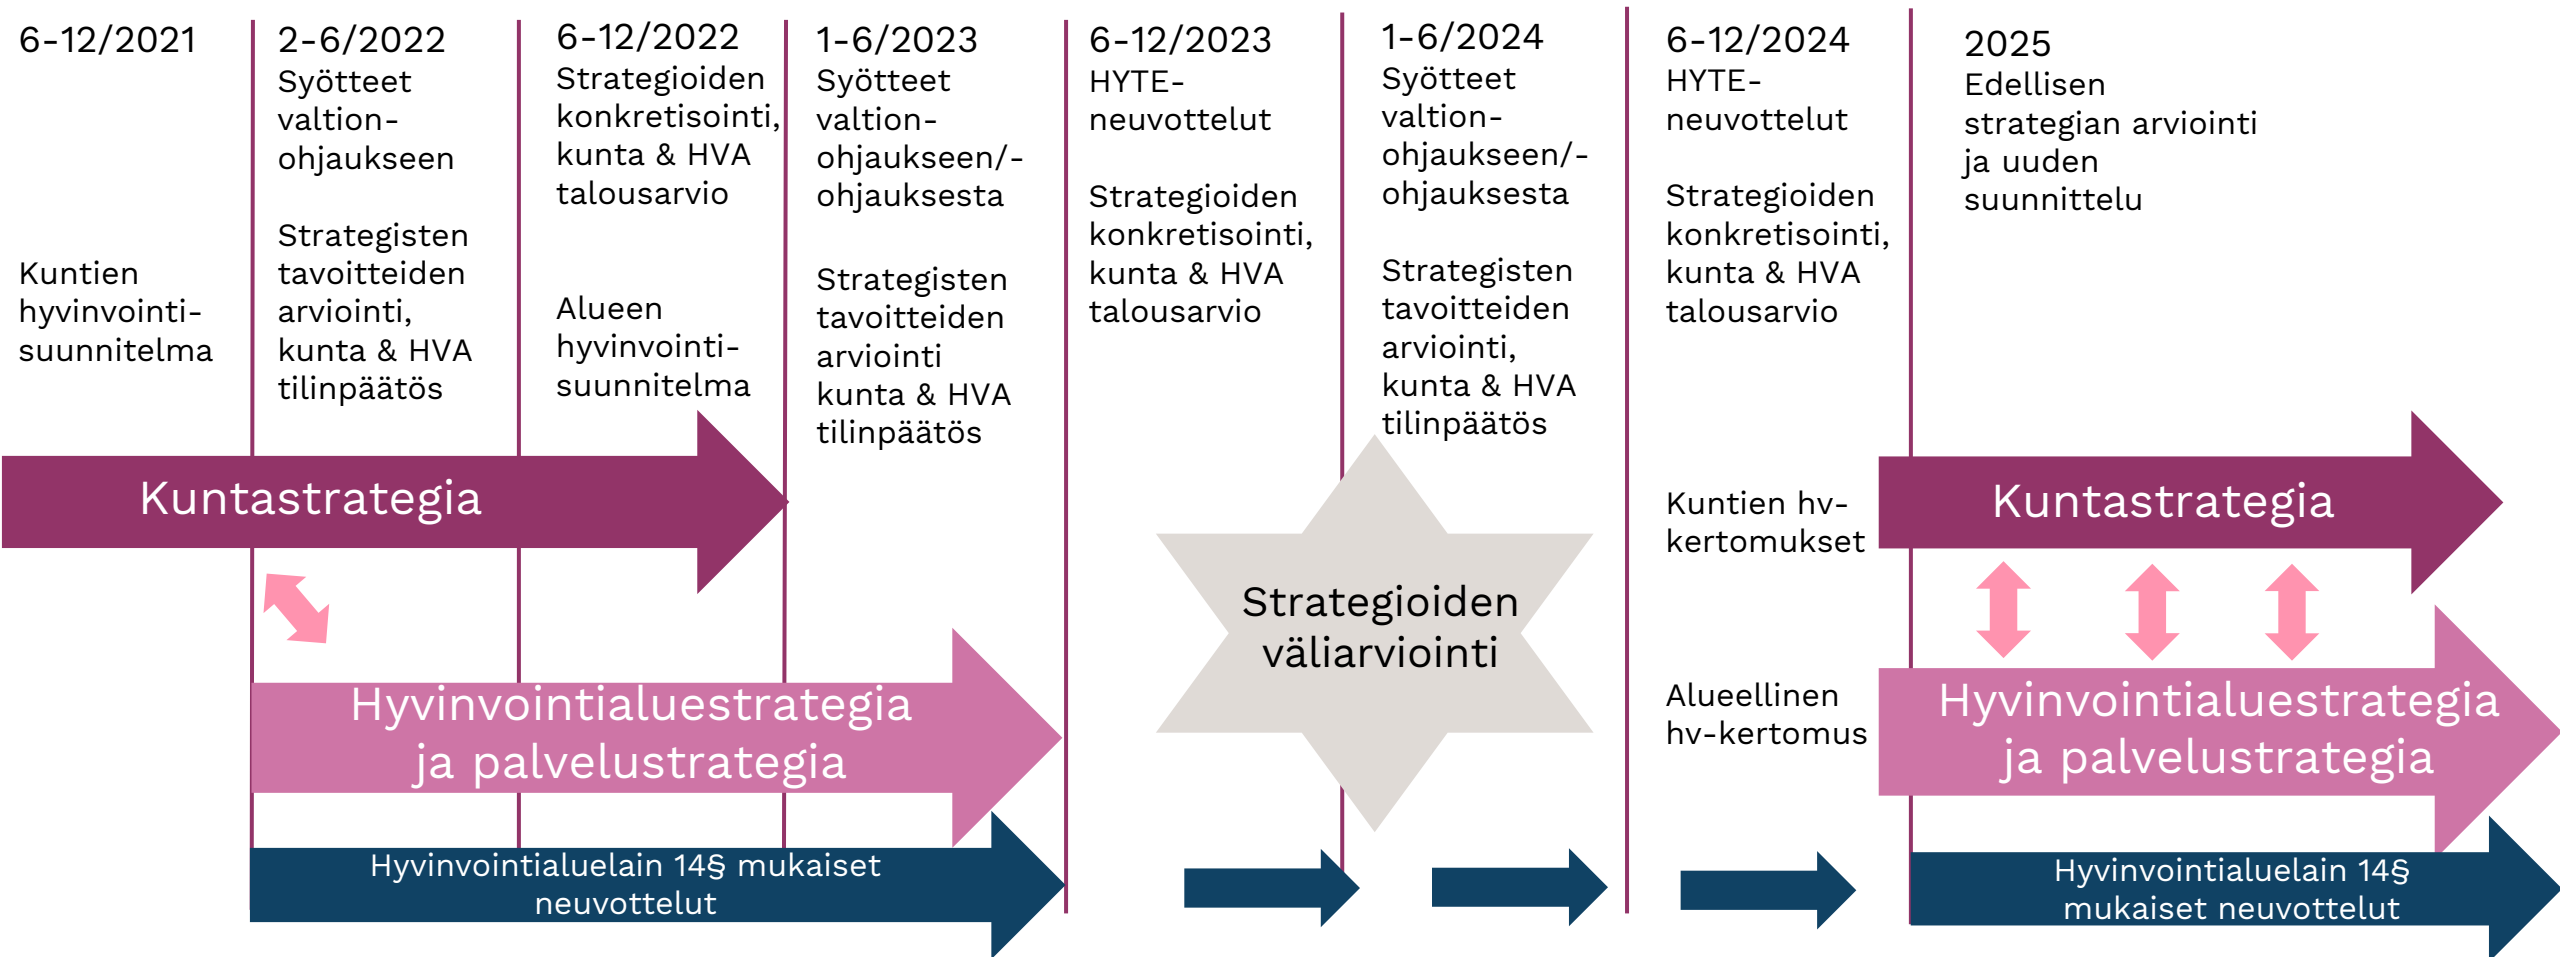 6-12/2021
Kuntien
hyvinvointi-
suunnitelma
2-6/2022
Syötteet
valtion-
ohjaukseen
Strategisten
tavoitteiden
arviointi,
kunta & HVA
tilinpäätös
6-12/2022
Strategioiden
konkretisointi,
kunta & HVA
talousarvio
Alueen
hyvinvointi-
suunnitelma
1-6/2023
Syötteet
valtion-
ohjaukseen/-
ohjauksesta
Strategisten
tavoitteiden
arviointi
kunta & HVA
tilinpäätös
6-12/2023
HYTE-
neuvottelut
Strategioiden
konkretisointi,
kunta & HVA
talousarvio
1-6/2024
Syötteet
valtion-
ohjaukseen/-
ohjauksesta
Strategisten
tavoitteiden
arviointi,
kunta & HVA
tilinpäätös
6-12/2024
HYTE-
neuvottelut
Strategioiden
konkretisointi,
kunta & HVA
talousarvio
Kuntien hv-
kertomukset
Alueellinen
hv-kertomus
2025
Edellisen
strategian arviointi
ja uuden
suunnittelu
Kuntastrategia
Hyvinvointialuestrategia
ja palvelustrategia
Hyvinvointialuelain 14§ mukaiset
neuvottelut
Strategioiden
väliarviointi
Kuntastrategia
Hyvinvointialuestrategia
ja palvelustrategia
Hyvinvointialuelain 14§
mukaiset neuvottelut